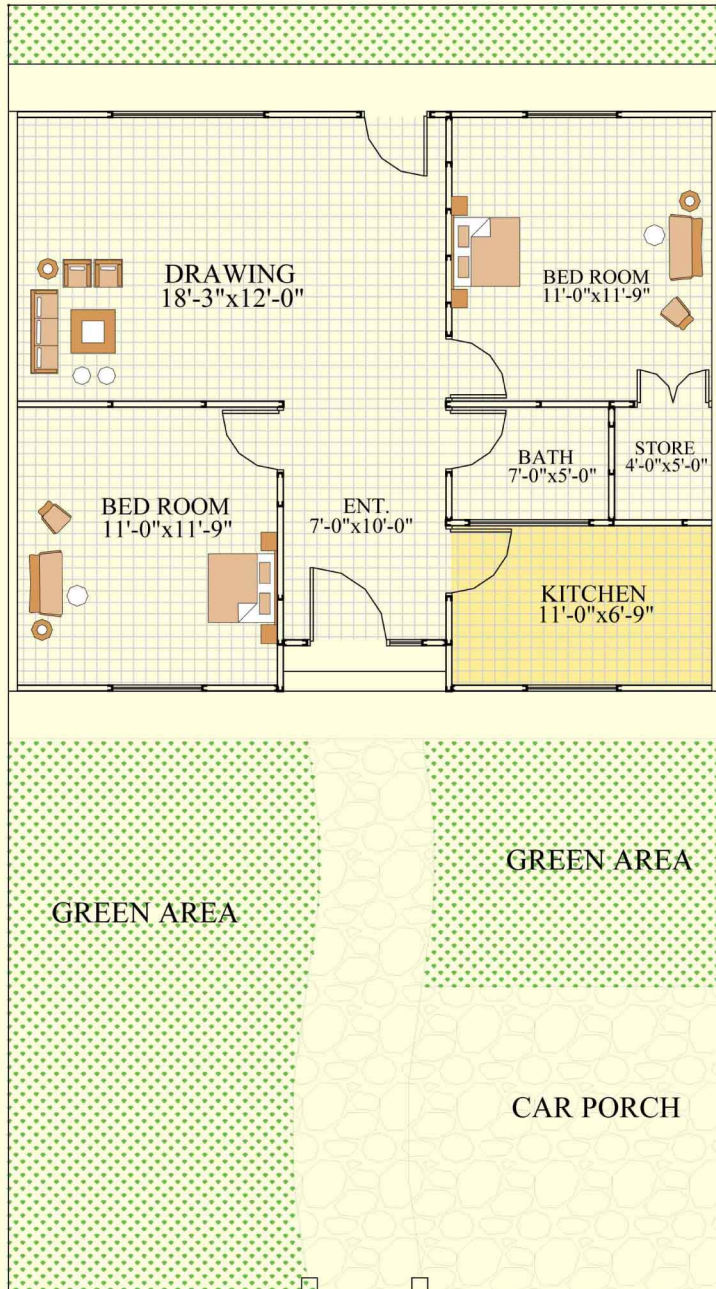 DRAWING
18'-3"x12'-0"
BED ROOM
11'-0"x11'-9"
BATH
7'-0"x5'-0"
STORE
4'-0"x5'-0"
BED ROOM
11'-0"x11'-9"
ENT.
7'-0"x10'-0"
KITCHEN
11'-0"x6'-9"
GREEN AREA
GREEN AREA
CAR PORCH